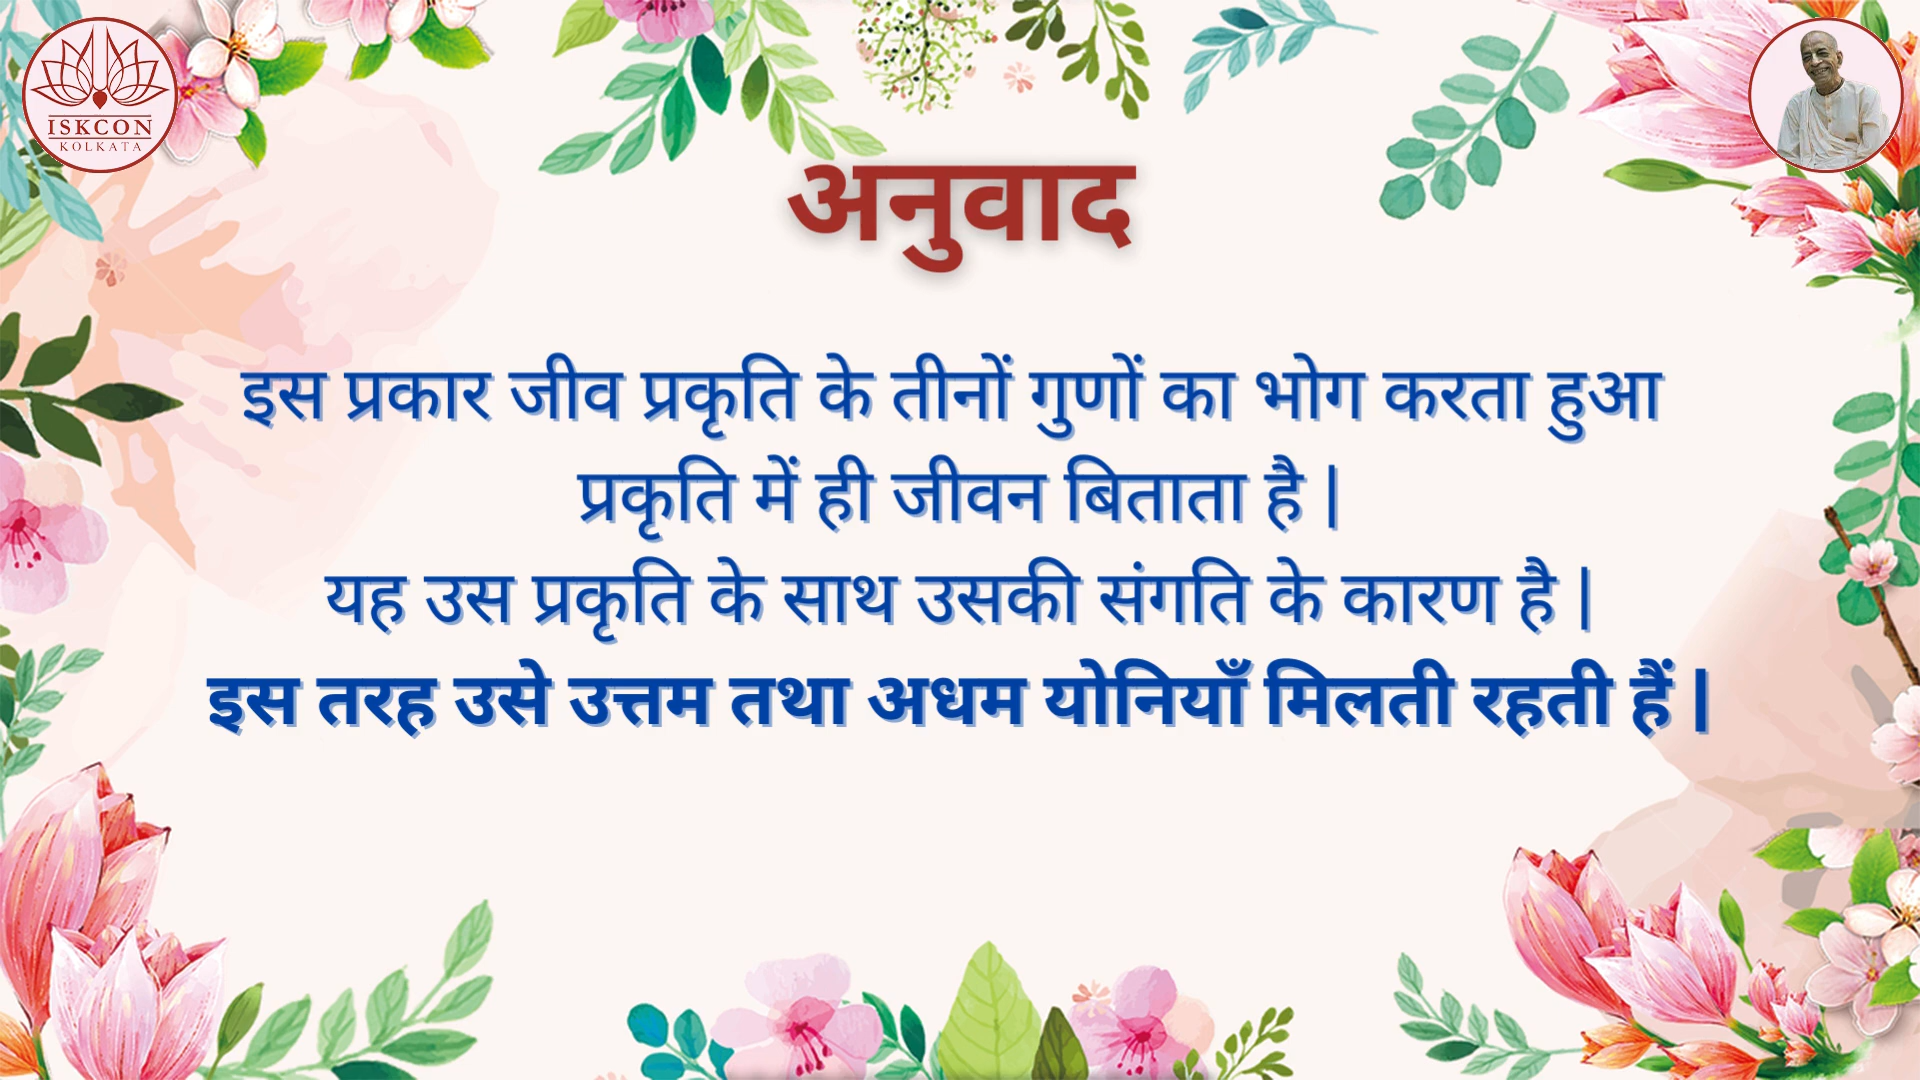 ISKCON
KOLKATA
अनुवाद
इस प्रकार जीव प्रकृति के तीनों गुणों का भोग करता हुआ
प्रकृति में ही जीवन बिताता है |
यह उस प्रकृति के साथ उसकी संगति के कारण है |
इस तरह उसे उत्तम तथा अधम योनियाँ मिलती रहती हैं |